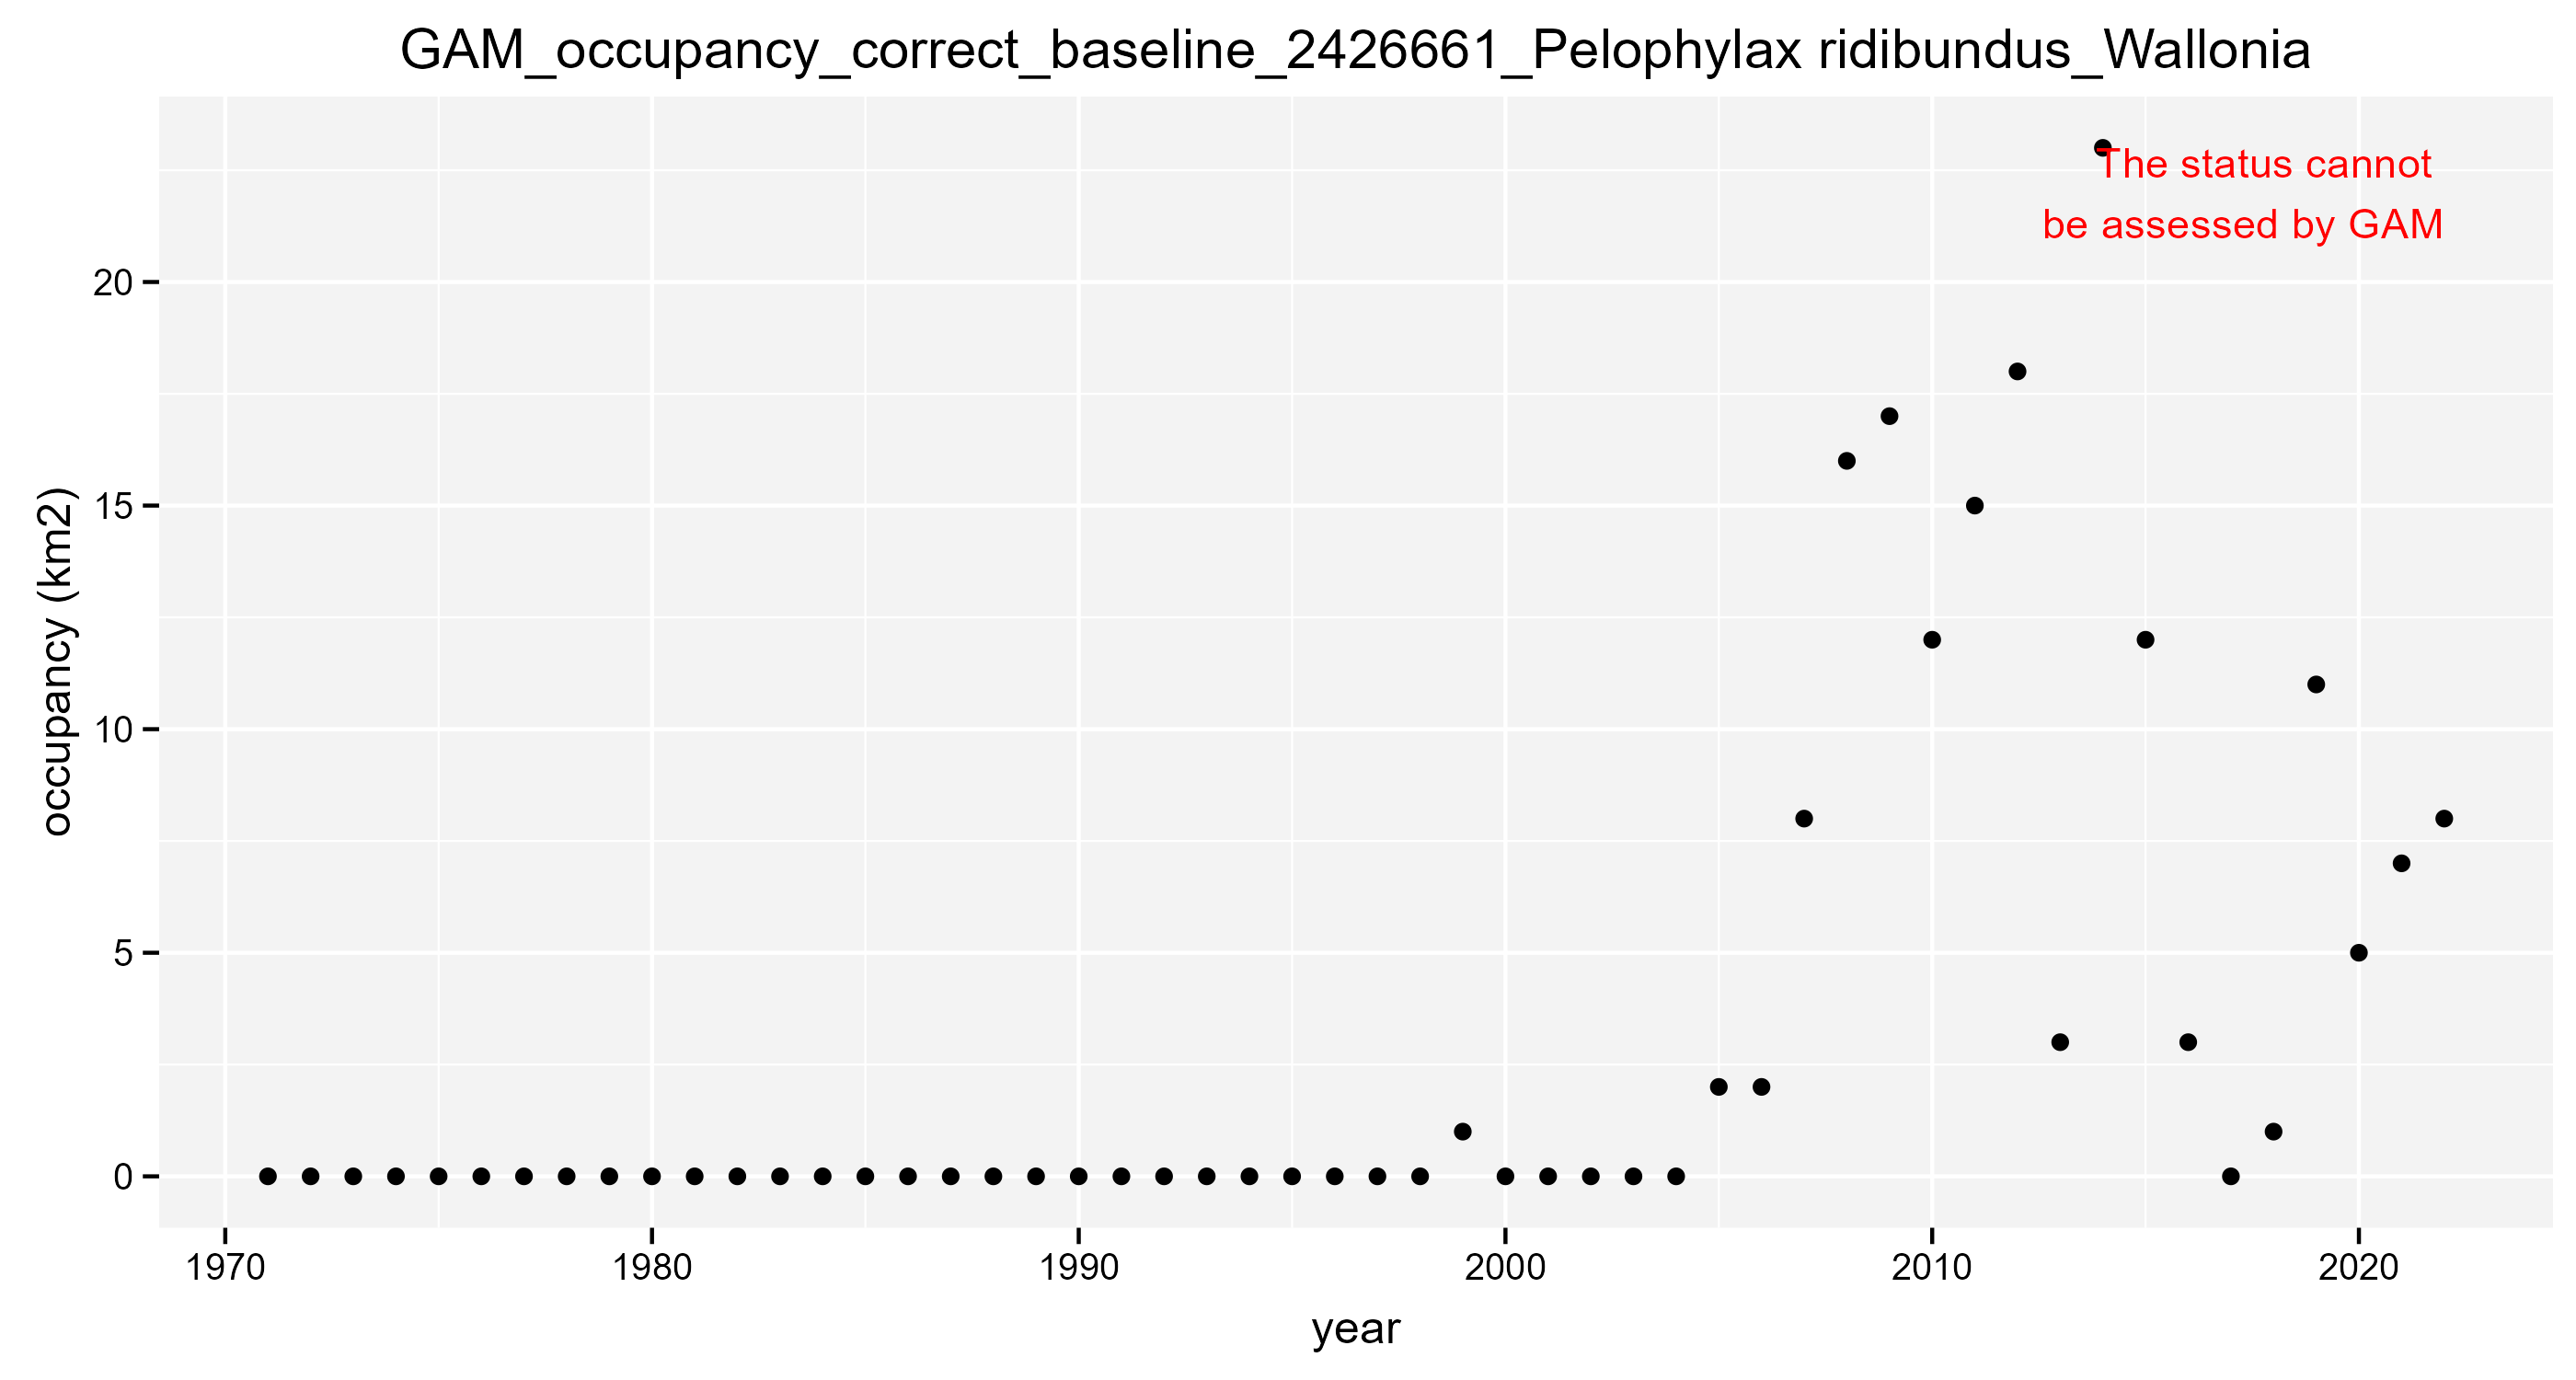 GAM_occupancy_correct_baseline_2426661_Pelophylax ridibundus_Wallonia
The status cannot
be assessed by GAM
occupancy (km2)
20
15
10
5
0
1970 1980 1990 2000 2010 2020
year